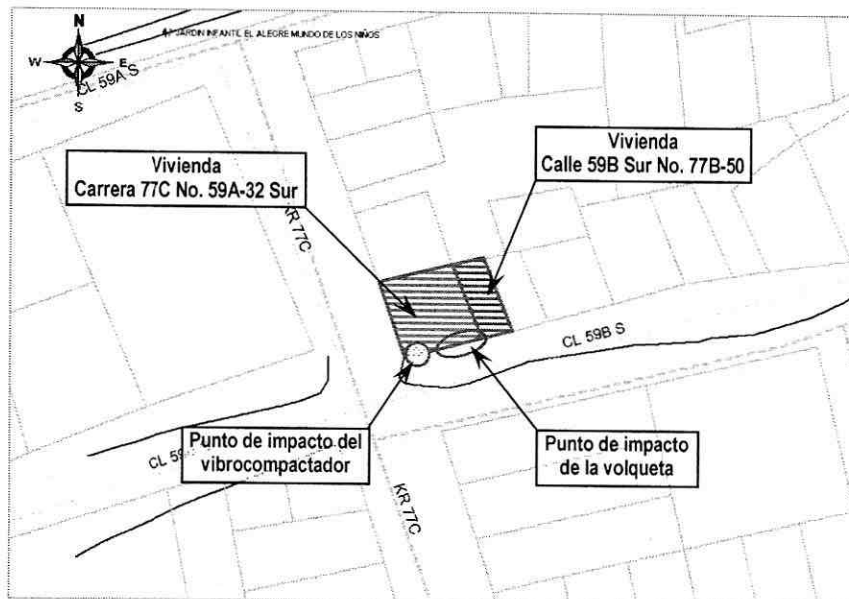 N
W E
S
JARDIN INFANTIL EL ALEGRE MUNDO DE LOS NIÑOS
CL 59A S
Vivienda
Carrera 77C No. 59A-32 Sur
Vivienda
Calle 59B Sur No. 77B-50
KR 77C
CL 59B S
Punto de impacto del
vibrocompactador
Punto de impacto
de la volqueta
CL 59
KR 77C